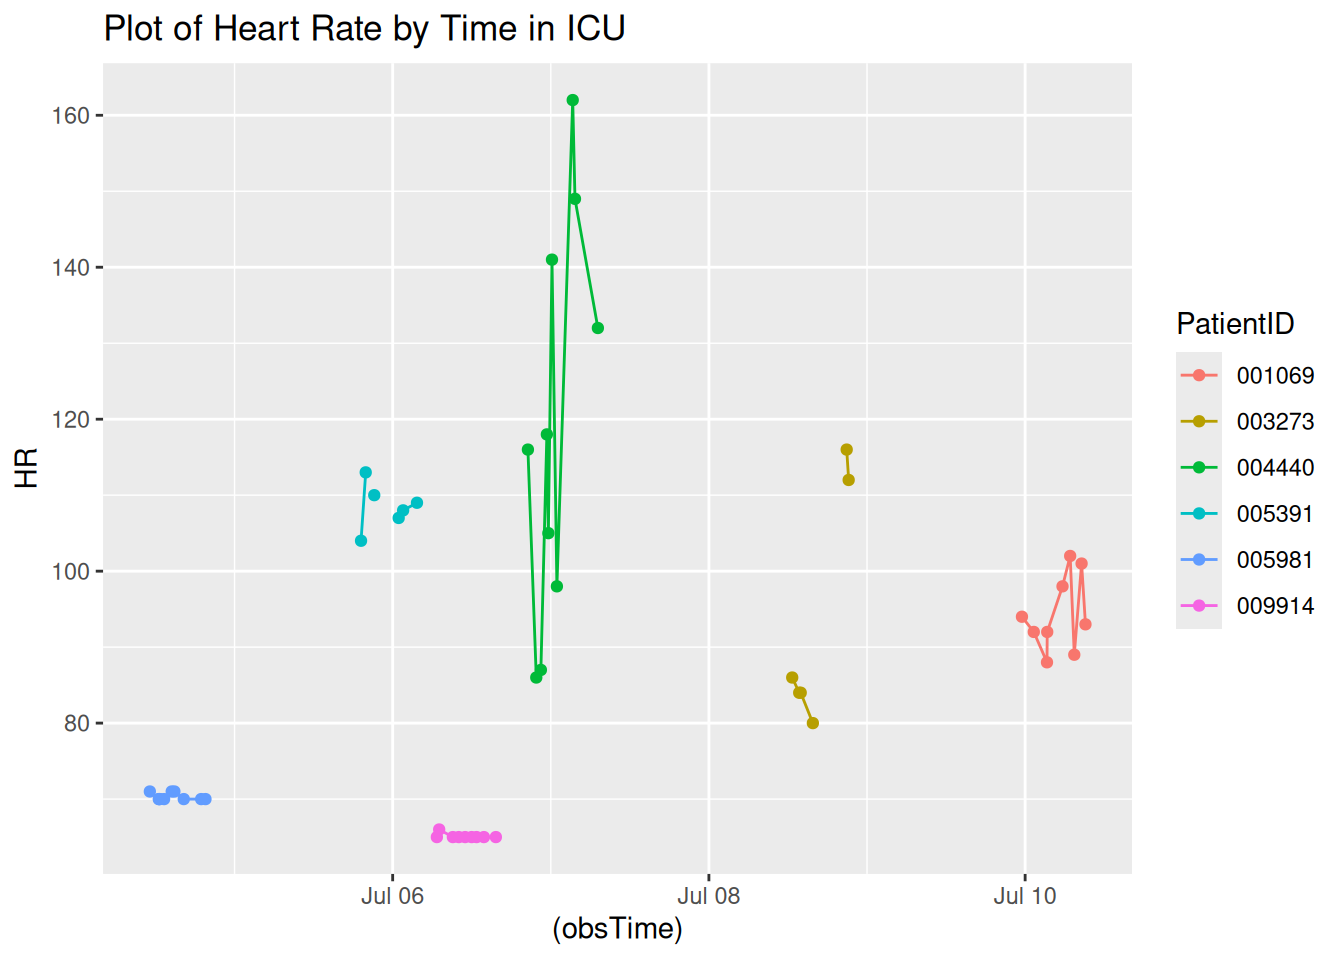 Plot of Heart Rate by Time in ICU
160
140
120
100
80
HR
Jul 06
Jul 08
Jul 10
(obsTime)
PatientID
001069
003273
004440
005391
005981
009914